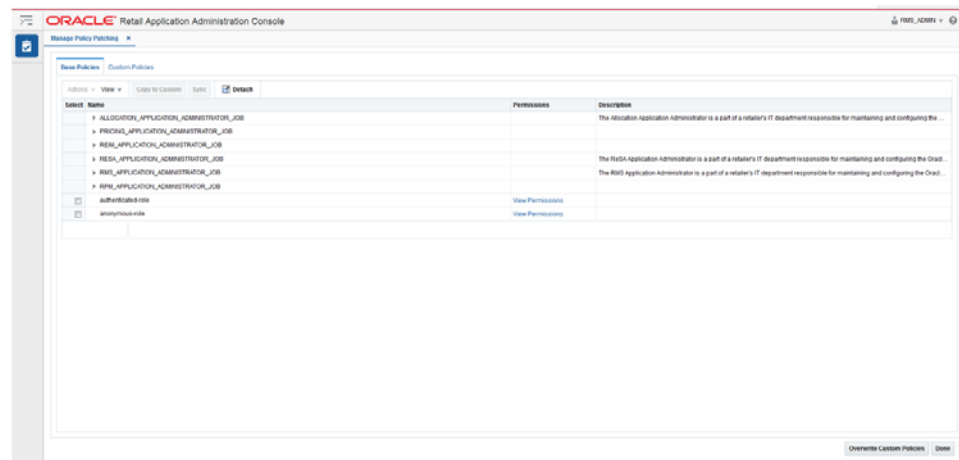 ORACLE® Retail Application Administration Console RMS_ADMIN
Manage Policy Patching ×
Base Policies Custom Policies
Actions View Copy to Custom Sync Detach
Select Name Permissions Description
ALLOCATION_APPLICATION_ADMINISTRATOR_JOB The Allocation Application Administrator is a part of a retailer's IT department responsible for maintaining and configuring the ...
PRICING_APPLICATION_ADMINISTRATOR_JOB
REIM_APPLICATION_ADMINISTRATOR_JOB
RESA_APPLICATION_ADMINISTRATOR_JOB The ReSA Application Administrator is a part of a retailer's IT department responsible for maintaining and configuring the Oracl...
RMS_APPLICATION_ADMINISTRATOR_JOB The RMS Application Administrator is a part of a retailer's IT department responsible for maintaining and configuring the Oracl...
RPM_APPLICATION_ADMINISTRATOR_JOB
authenticated-role View Permissions
anonymous-role View Permissions
Overwrite Custom Policies Done